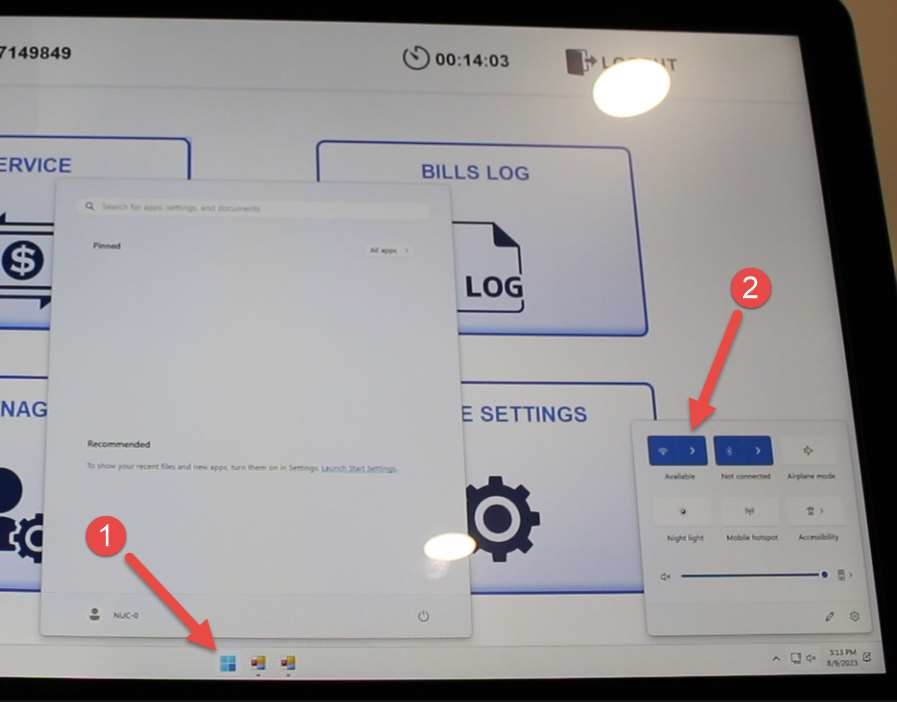 7149849
00:14:03
ERVICE
BILLS LOG
Search for apps, settings, and documents
Pinned
All apps >
LOG
2
NAG
E SETTINGS
Recommended
To show your recent files and new apps, turn them on in Settings. Launch Start Settings.
Available
Not connected
Airplane mode
Night light
Mobile hotspot
Accessibility
1
NUC-0
3:13 PM
8/9/2023